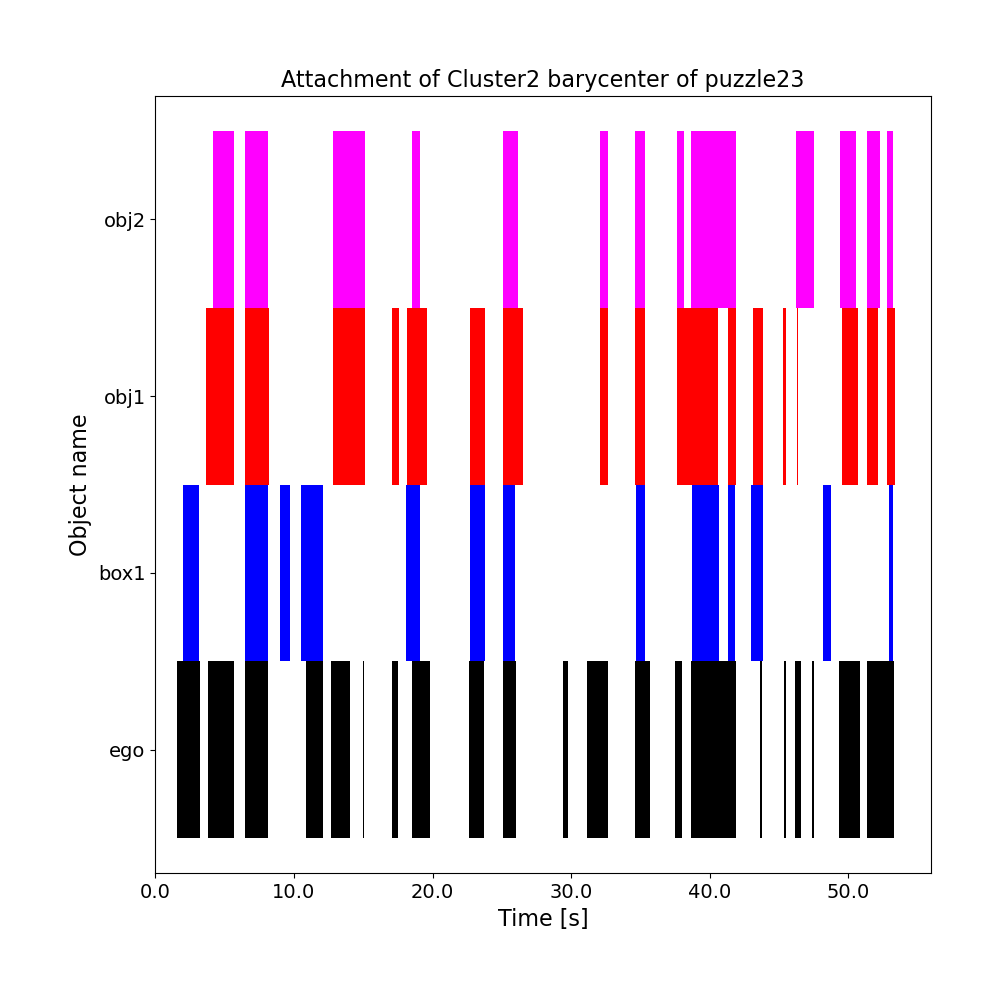 Attachment of Cluster2 barycenter of puzzle23
obj2
obj1
box1
ego
Object name
0.0 10.0 20.0 30.0 40.0 50.0
Time [s]